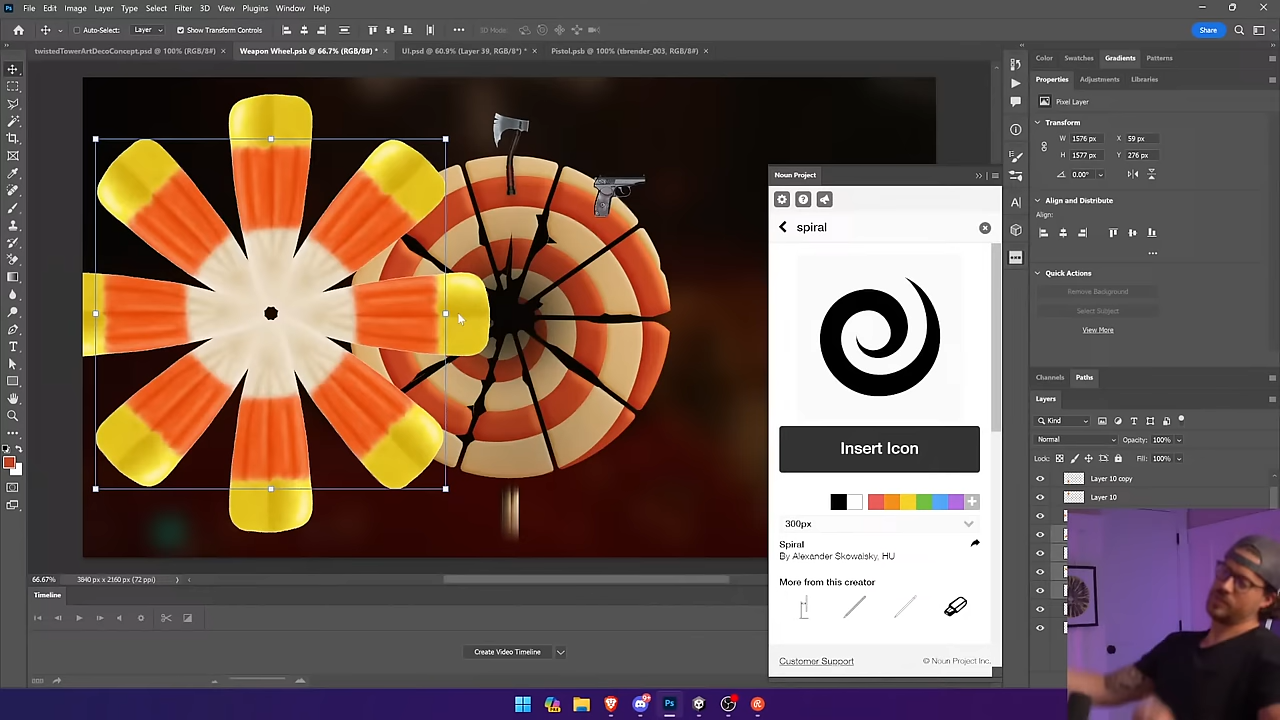 File Edit Image Layer Type Select Filter 3D View Plugins Window Help
Auto-Select: Layer Show Transform Controls 3D Mode: Share
twistedTowerArtDecoConcept.psd @ 100% (RGB/8#) × Weapon Wheel.psb @ 66.7% (RGB/8#) * × UI.psd @ 60.9% (Layer 39, RGB/8*) * × Pistol.psb @ 100% (tbrender_003, RGB/8#) ×
Color Swatches Gradients Patterns
Properties Adjustments Libraries
Pixel Layer
Transform
W 1576 px X 59 px
H 1577 px Y 276 px
0.00°
Align and Distribute
Align:
Quick Actions
Remove Background
Select Subject
View More
Channels Paths
Layers
Kind
Normal Opacity: 100%
Lock: Fill: 100%
Layer 10 copy
Layer 10
Noun Project
spiral
Insert Icon
300px
Spiral
By Alexander Skowalsky, HU
More from this creator
Customer Support © Noun Project Inc.
66.67% 3840 px x 2160 px (72 ppi)
Timeline
Create Video Timeline